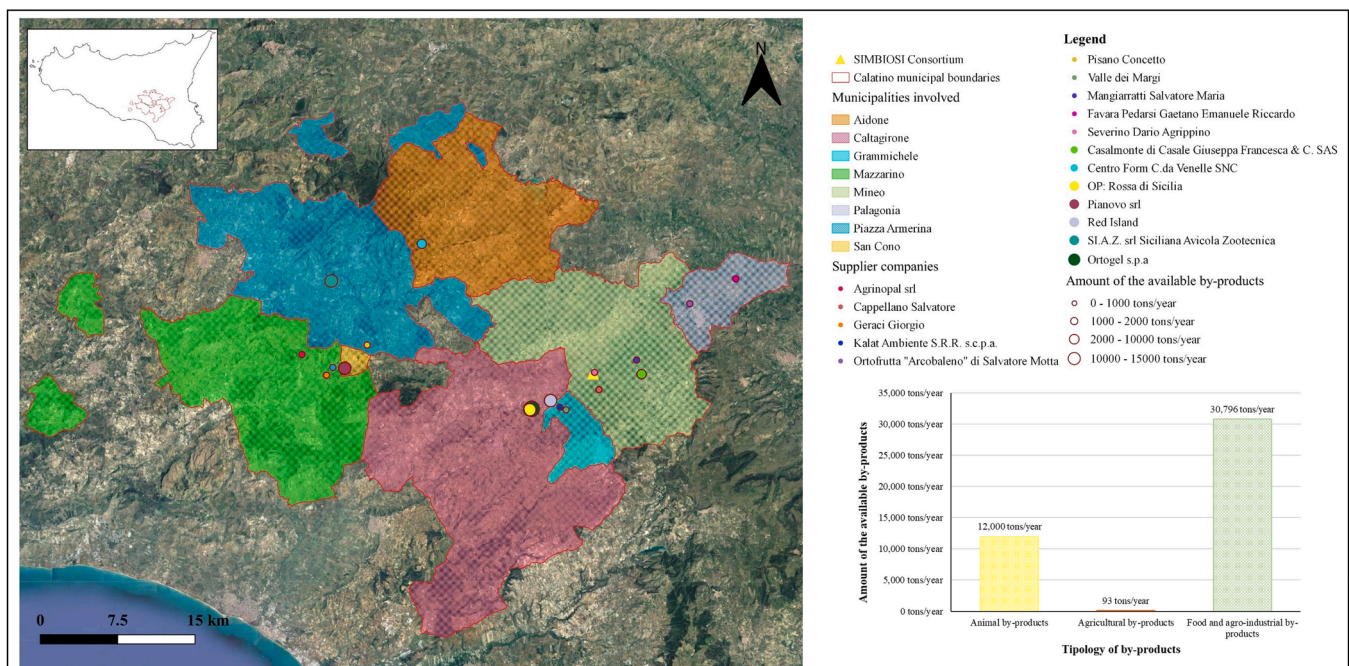 N
0
7.5
15 km
SIMBIOSI Consortium
Calatino municipal boundaries
Municipalities involved
Aidone
Caltagirone
Grammichele
Mazzarino
Mineo
Palagonia
Piazza Armerina
San Cono
Supplier companies
Agrinopal srl
Cappellano Salvatore
Geraci Giorgio
Kalat Ambiente S.R.R. s.c.p.a.
Ortofrutta "Arcobaleno" di Salvatore Motta
Legend
Pisano Concetto
Valle dei Margi
Mangiarratti Salvatore Maria
Favara Pedarsi Gaetano Emanuele Riccardo
Severino Dario Agrippino
Casalmonte di Casale Giuseppa Francesca & C. SAS
Centro Form C.da Venelle SNC
OP: Rossa di Sicilia
Pianovo srl
Red Island
SI.A.Z. srl Siciliana Avicola Zootecnica
Ortogel s.p.a
Amount of the available by-products
0 - 1000 tons/year
1000 - 2000 tons/year
2000 - 10000 tons/year
10000 - 15000 tons/year
Amount of the available by-products
35,000 tons/year
30,000 tons/year
25,000 tons/year
20,000 tons/year
15,000 tons/year
10,000 tons/year
5,000 tons/year
0 tons/year
12,000 tons/year
93 tons/year
30,796 tons/year
Animal by-products
Agricultural by-products
Food and agro-industrial by-
products
Tipology of by-products